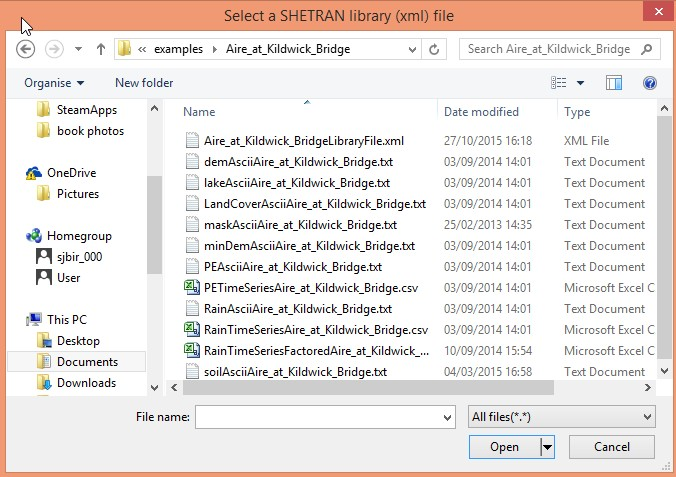 Select a SHETRAN library (xml) file
« examples Aire_at_Kildwick_Bridge Search Aire_at_Kildwick_Bridge
Organise New folder
SteamApps
book photos
OneDrive
Pictures
Homegroup
sjbir_000
User
This PC
Desktop
Documents
Downloads
Name Date modified Type
Aire_at_Kildwick_BridgeLibraryFile.xml 27/10/2015 16:18 XML File
demAsciiAire_at_Kildwick_Bridge.txt 03/09/2014 14:01 Text Document
lakeAsciiAire_at_Kildwick_Bridge.txt 03/09/2014 14:01 Text Document
LandCoverAsciiAire_at_Kildwick_Bridge.txt 03/09/2014 14:01 Text Document
maskAsciiAire_at_Kildwick_Bridge.txt 25/02/2013 14:35 Text Document
minDemAsciiAire_at_Kildwick_Bridge.txt 03/09/2014 14:01 Text Document
PEAsciiAire_at_Kildwick_Bridge.txt 03/09/2014 14:01 Text Document
PETimeSeriesAire_at_Kildwick_Bridge.csv 03/09/2014 14:01 Microsoft Excel C
RainAsciiAire_at_Kildwick_Bridge.txt 03/09/2014 14:01 Text Document
RainTimeSeriesAire_at_Kildwick_Bridge.csv 03/09/2014 14:01 Microsoft Excel C
RainTimeSeriesFactoredAire_at_Kildwick_... 10/09/2014 15:54 Microsoft Excel C
soilAsciiAire_at_Kildwick_Bridge.txt 04/03/2015 16:58 Text Document
File name: All files(*.*)
Open Cancel